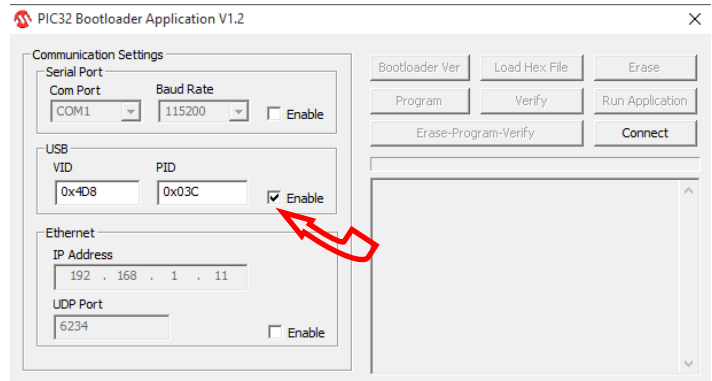 PIC32 Bootloader Application V1.2
Communication Settings
Serial Port
Com Port Baud Rate
COM1 115200 Enable
USB
VID PID
0x4D8 0x03C Enable
Ethernet
IP Address
192 . 168 . 1 . 11
UDP Port
6234 Enable
Bootloader Ver Load Hex File Erase
Program Verify Run Application
Erase-Prog​ram-Verify Connect